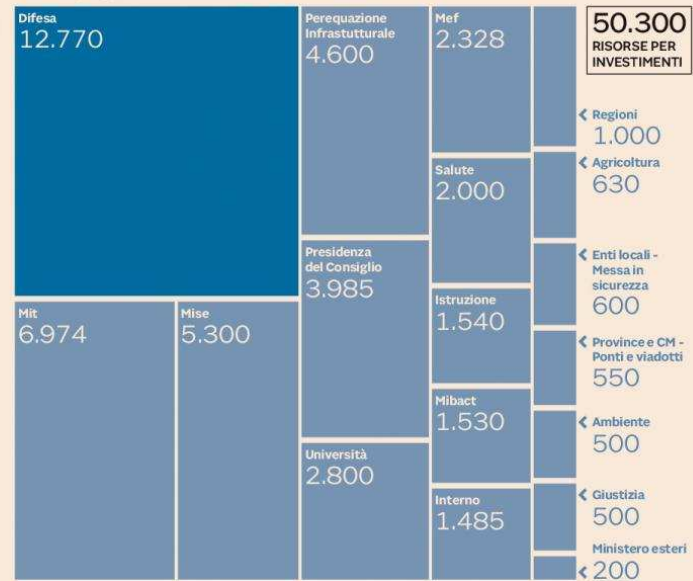 Difesa
12.770
Perequazione
Infrastutturale
4.600
Mef
2.328
50.300
RISORSE PER
INVESTIMENTI
Regioni
1.000
Salute
2.000
Agricoltura
630
Presidenza
del Consiglio
3.985
Enti locali -
Messa in
sicurezza
600
Mit
6.974
Mise
5.300
Istruzione
1.540
Province e CM -
Ponti e viadotti
550
Mibact
1.530
Ambiente
500
Università
2.800
Interno
1.485
Giustizia
500
Ministero esteri
200